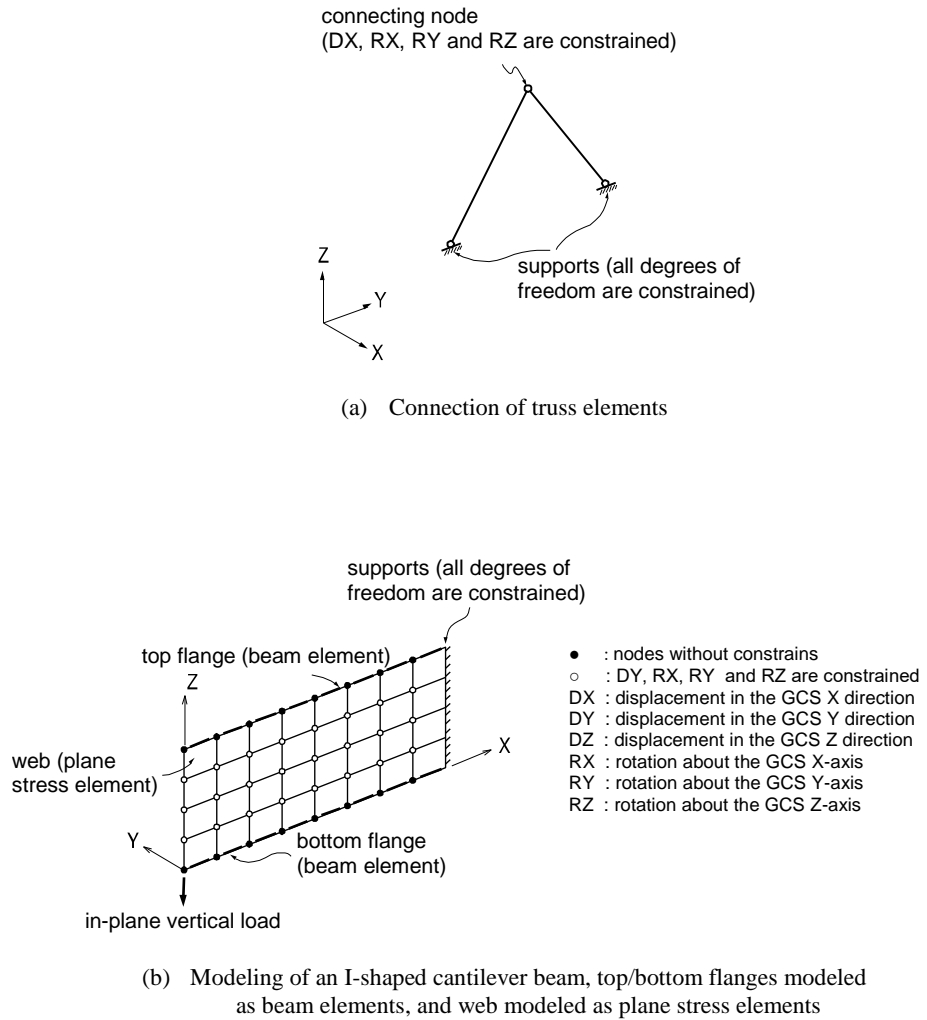 connecting node
(DX, RX, RY and RZ are constrained)
Z
Y
X
supports (all degrees of
freedom are constrained)
(a) Connection of truss elements
supports (all degrees of
freedom are constrained)
top flange (beam element)
Z
X
web (plane
stress element)
Y
bottom flange
(beam element)
in-plane vertical load
● : nodes without constrains
○ : DY, RX, RY and RZ are constrained
DX : displacement in the GCS X direction
DY : displacement in the GCS Y direction
DZ : displacement in the GCS Z direction
RX : rotation about the GCS X-axis
RY : rotation about the GCS Y-axis
RZ : rotation about the GCS Z-axis
(b) Modeling of an I-shaped cantilever beam, top/bottom flanges modeled
as beam elements, and web modeled as plane stress elements